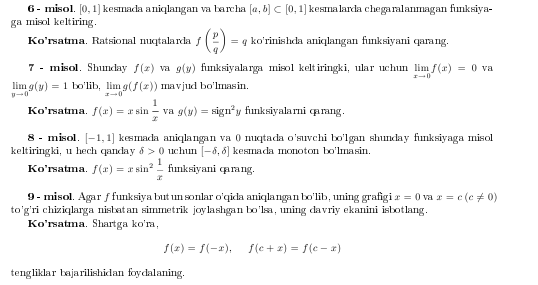 6 - misol. [0, 1] kesmada aniqlangan va barcha [a, b] ⊂ [0, 1] kesmalarda chegaralanmagan funksiya-
ga misol keltiring.
Ko'rsatma. Ratsional nuqtalarda f(p/q) = q ko'rinishda aniqlangan funksiyani qarang.
7 - misol. Shunday f(x) va g(y) funksiyalarga misol keltiringki, ular uchun lim_{x→0} f(x) = 0 va
lim_{y→0} g(y) = 1 bo'lib, lim_{x→0} g(f(x)) mavjud bo'lmasin.
Ko'rsatma. f(x) = x sin 1/x va g(y) = sign²y funksiyalarni qarang.
8 - misol. [−1, 1] kesmada aniqlangan va 0 nuqtada o'suvchi bo'lgan shunday funksiyaga misol
keltiringki, u hech qanday δ > 0 uchun [−δ, δ] kesmada monoton bo'lmasin.
Ko'rsatma. f(x) = x sin² 1/x funksiyani qarang.
9 - misol. Agar f funksiya butun sonlar o'qida aniqlangan bo'lib, uning grafigi x = 0 va x = c (c ≠ 0)
to'g'ri chiziqlarga nisbatan simmetrik joylashgan bo'lsa, uning davriy ekanini isbotlang.
Ko'rsatma. Shartga ko'ra,
f(x) = f(−x), f(c + x) = f(c − x)
tengliklar bajarilishidan foydalaning.